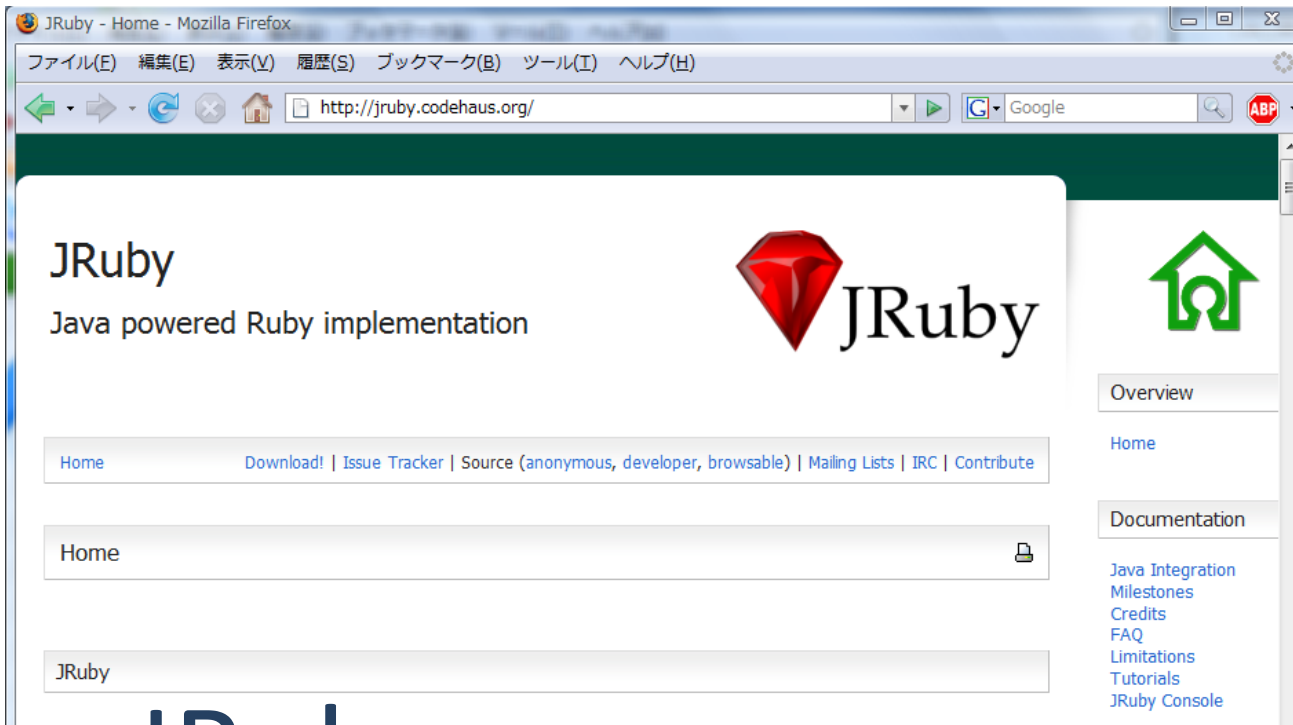 JRuby - Home - Mozilla Firefox
ファイル(F) 編集(E) 表示(V) 履歴(S) ブックマーク(B) ツール(T) ヘルプ(H)
http://jruby.codehaus.org/
G Google
ABP
JRuby
Java powered Ruby implementation
JRuby
Home
Download! | Issue Tracker | Source (anonymous, developer, browsable) | Mailing Lists | IRC | Contribute
Home
JRuby
Overview
Home
Documentation
Java Integration
Milestones
Credits
FAQ
Limitations
Tutorials
JRuby Console